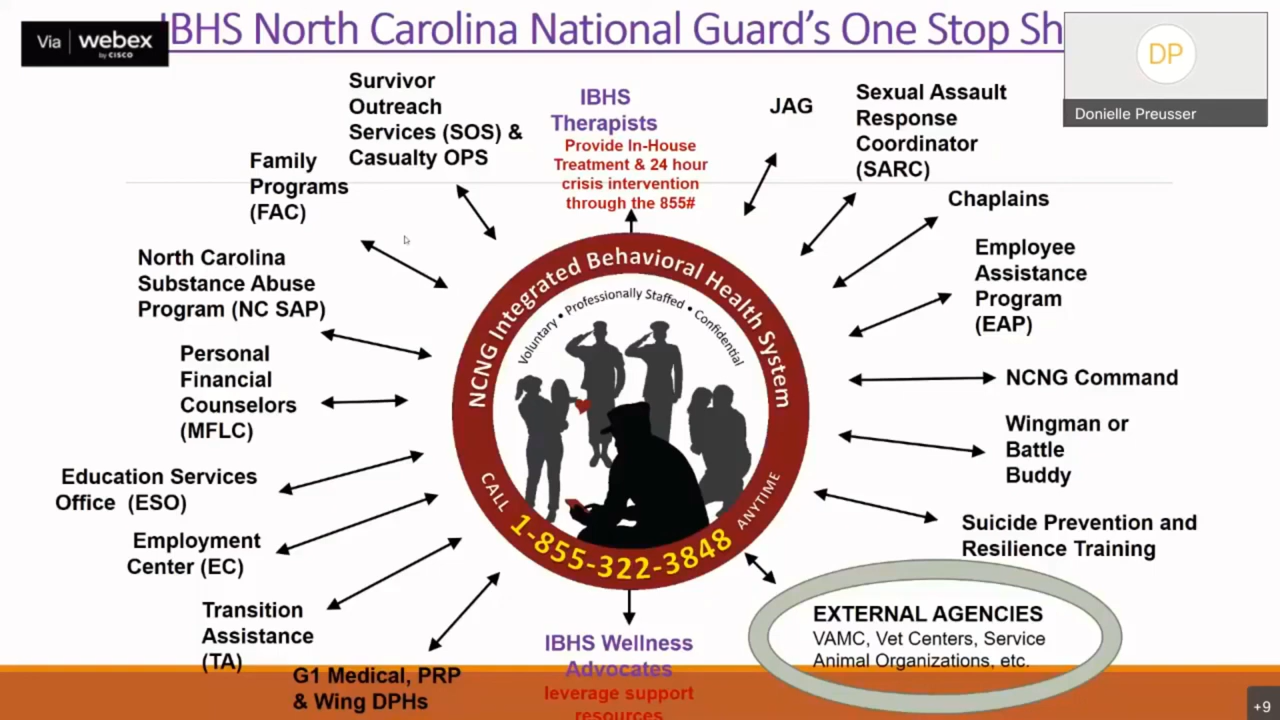 Via webex
by CISCO
IBHS North Carolina National Guard's One Stop Sh
DP
Donielle Preusser
Survivor
Outreach
Services (SOS) &
Casualty OPS
IBHS
Therapists
Provide In-House
Treatment & 24 hour
crisis intervention
through the 855#
JAG
Sexual Assault
Response
Coordinator
(SARC)
Family
Programs
(FAC)
Chaplains
North Carolina
Substance Abuse
Program (NC SAP)
Employee
Assistance
Program
(EAP)
Personal
Financial
Counselors
(MFLC)
NCNG Command
Wingman or
Battle
Buddy
Education Services
Office (ESO)
Suicide Prevention and
Resilience Training
Employment
Center (EC)
Transition
Assistance
(TA)
G1 Medical, PRP
& Wing DPHs
NCNG Integrated Behavioral Health System
Voluntary • Professionally Staffed • Confidential
CALL
1-855-322-3848
ANYTIME
IBHS Wellness
Advocates
leverage support
resources
EXTERNAL AGENCIES
VAMC, Vet Centers, Service
Animal Organizations, etc.
+9